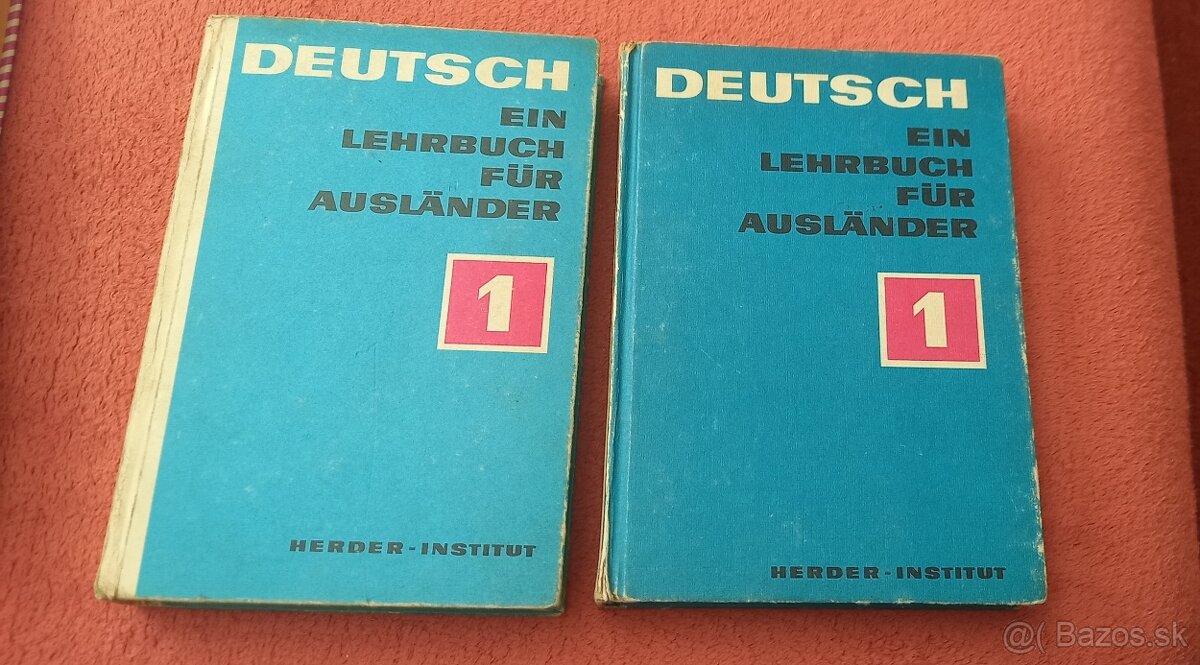 DEUTSCH
EIN
LEHRBUCH
FÜR
AUSLÄNDER
1
HERDER-INSTITUT
DEUTSCH
EIN
LEHRBUCH
FÜR
AUSLÄNDER
1
HERDER-INSTITUT
@( Bazos.sk